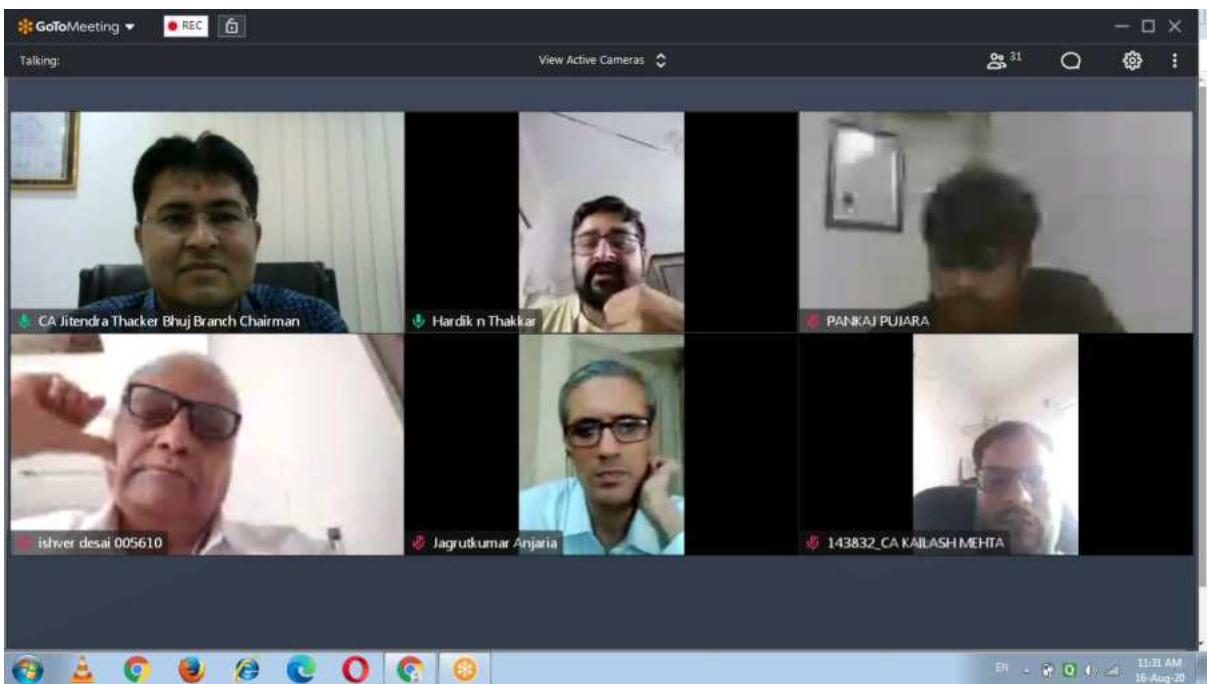 GoToMeeting
REC
Talking:
View Active Cameras
31
CA Jitendra Thacker Bhuj Branch Chairman
Hardik n Thakkar
PANKAJ PUJARA
ishver desai 005610
Jagrutkumar Anjaria
143832_CA KAILASH MEHTA
EN
11:31 AM
16-Aug-20